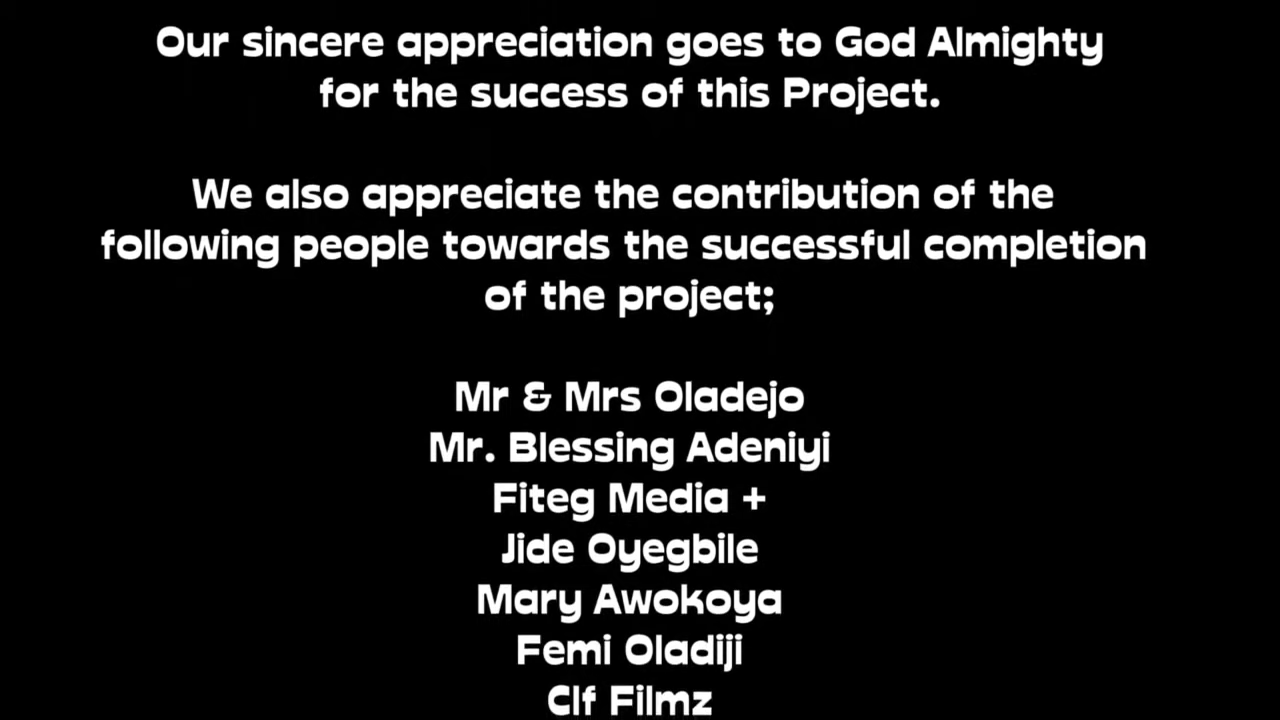 Our sincere appreciation goes to God Almighty
for the success of this Project.
We also appreciate the contribution of the
following people towards the successful completion
of the project;
Mr & Mrs Oladejo
Mr. Blessing Adeniyi
Fiteg Media +
Jide Oyegbile
Mary Awokoya
Femi Oladiji
Clf Filmz